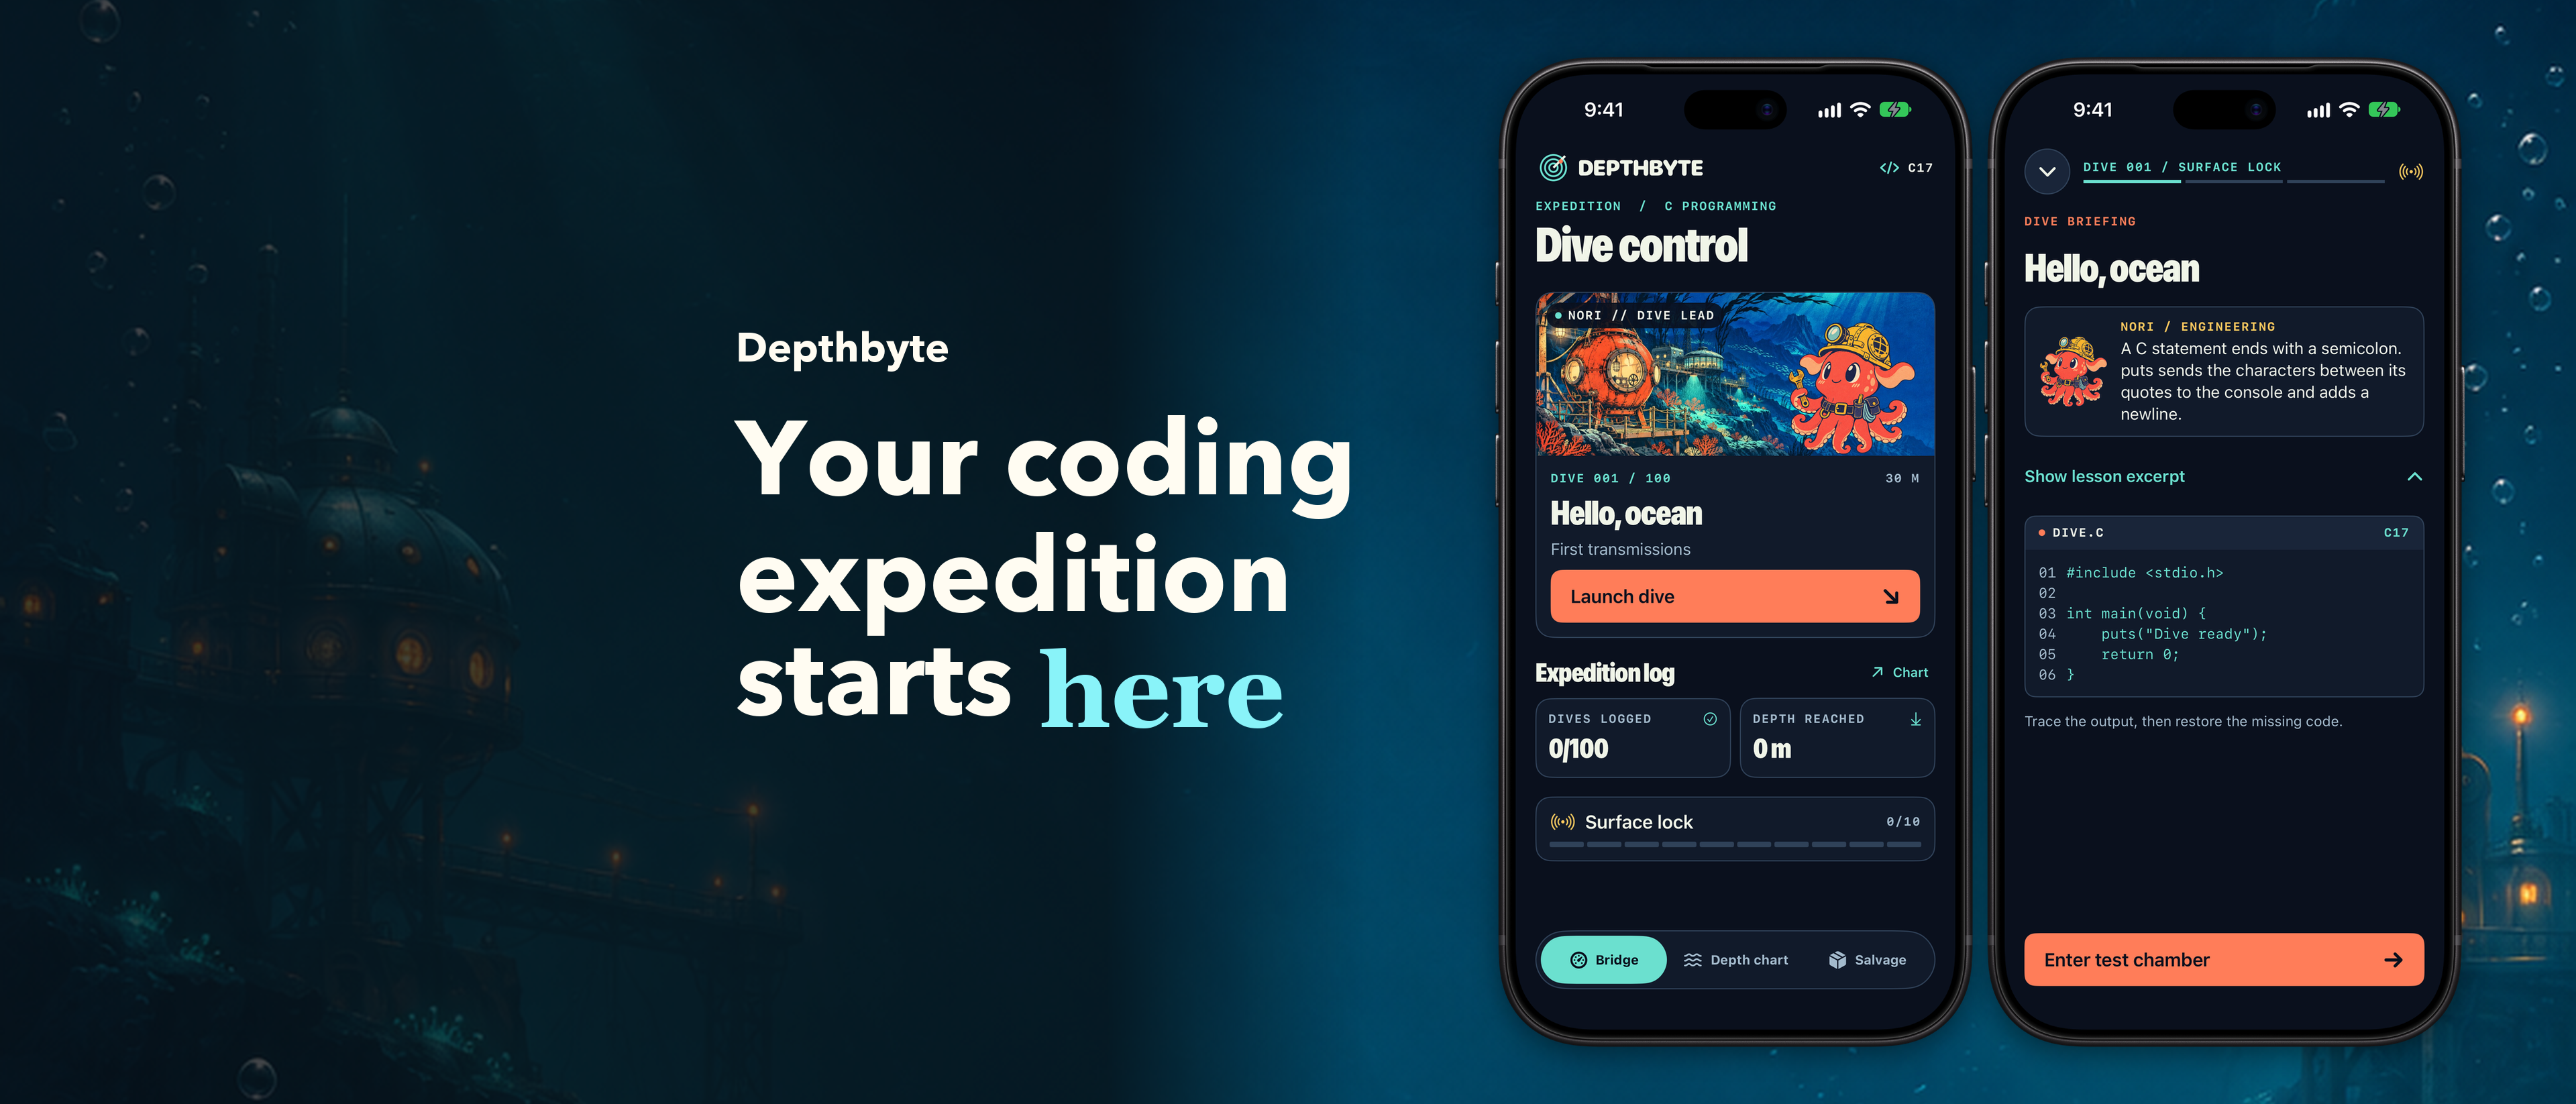 Depthbyte
Your coding
expedition
starts here
9:41
DEPTHBYTE
</> C17
EXPEDITION / C PROGRAMMING
Dive control
NORI // DIVE LEAD
DIVE 001 / 100
30 M
Hello, ocean
First transmissions
Launch dive
Expedition log
Chart
DIVES LOGGED
0/100
DEPTH REACHED
0 m
Surface lock
0/10
Bridge
Depth chart
Salvage
9:41
DIVE 001 / SURFACE LOCK
DIVE BRIEFING
Hello, ocean
NORI / ENGINEERING
A C statement ends with a semicolon.
puts sends the characters between its
quotes to the console and adds a
newline.
Show lesson excerpt
DIVE.C
C17
01 #include <stdio.h>
02
03 int main(void) {
04     puts("Dive ready");
05     return 0;
06 }
Trace the output, then restore the missing code.
Enter test chamber